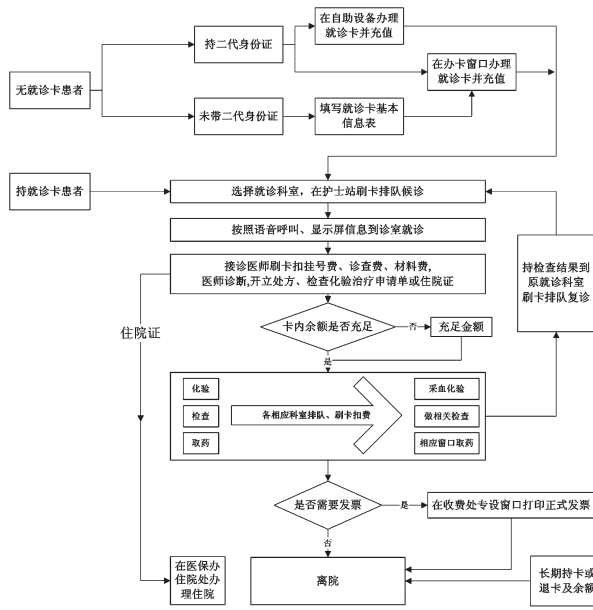 在自助设备办理
就诊卡并充值
持二代身份证
在办卡窗口办理
就诊卡并充值
无就诊卡患者
未带二代身份证
填写就诊卡基本
信息表
持就诊卡患者
选择就诊科室，在护士站刷卡排队候诊
按照语音呼叫、显示屏信息到诊室就诊
接诊医师刷卡扣挂号费、诊查费、材料费,
医师诊断,开立处方、检查化验治疗申请单或住院证
持检查结果到
原就诊科室
刷卡排队复诊
住院证
卡内余额是否充足
否
充足金额
是
化验
检查
取药
各相应科室排队、刷卡扣费
采血化验
做相关检查
相应窗口取药
是否需要发票
是
在收费处专设窗口打印正式发票
否
在医保办
住院处办
理住院
离院
长期持卡或
退卡及余额